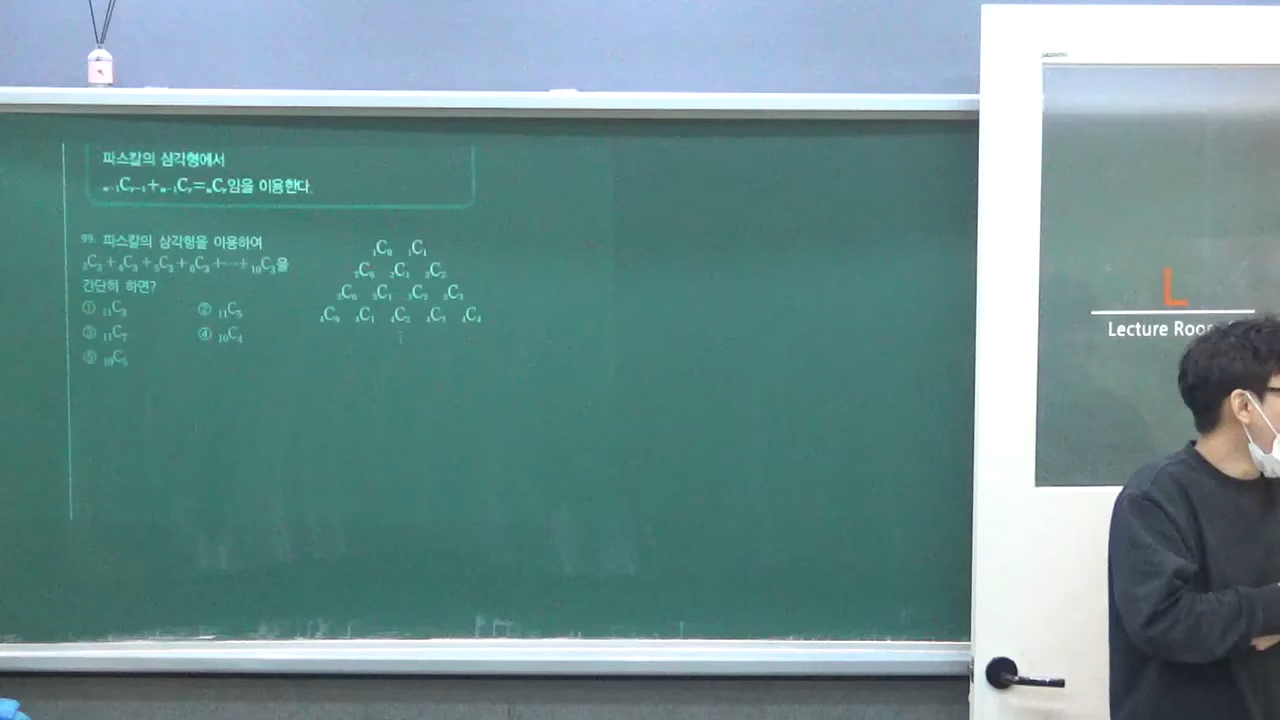 파스칼의 삼각형에서
ₙ₋₁Cᵣ₋₁+ₙ₋₁Cᵣ=ₙCᵣ임을 이용한다.
99. 파스칼의 삼각형을 이용하여
₃C₃+₄C₃+₅C₃+₆C₃+⋯+₁₀C₃을
간단히 하면?
① ₁₁C₃ ② ₁₁C₅
③ ₁₁C₇ ④ ₁₀C₄
⑤ ₁₀C₅
₁C₀ ₁C₁
₂C₀ ₂C₁ ₂C₂
₃C₀ ₃C₁ ₃C₂ ₃C₃
₄C₀ ₄C₁ ₄C₂ ₄C₃ ₄C₄
⋮
L
Lecture Roo